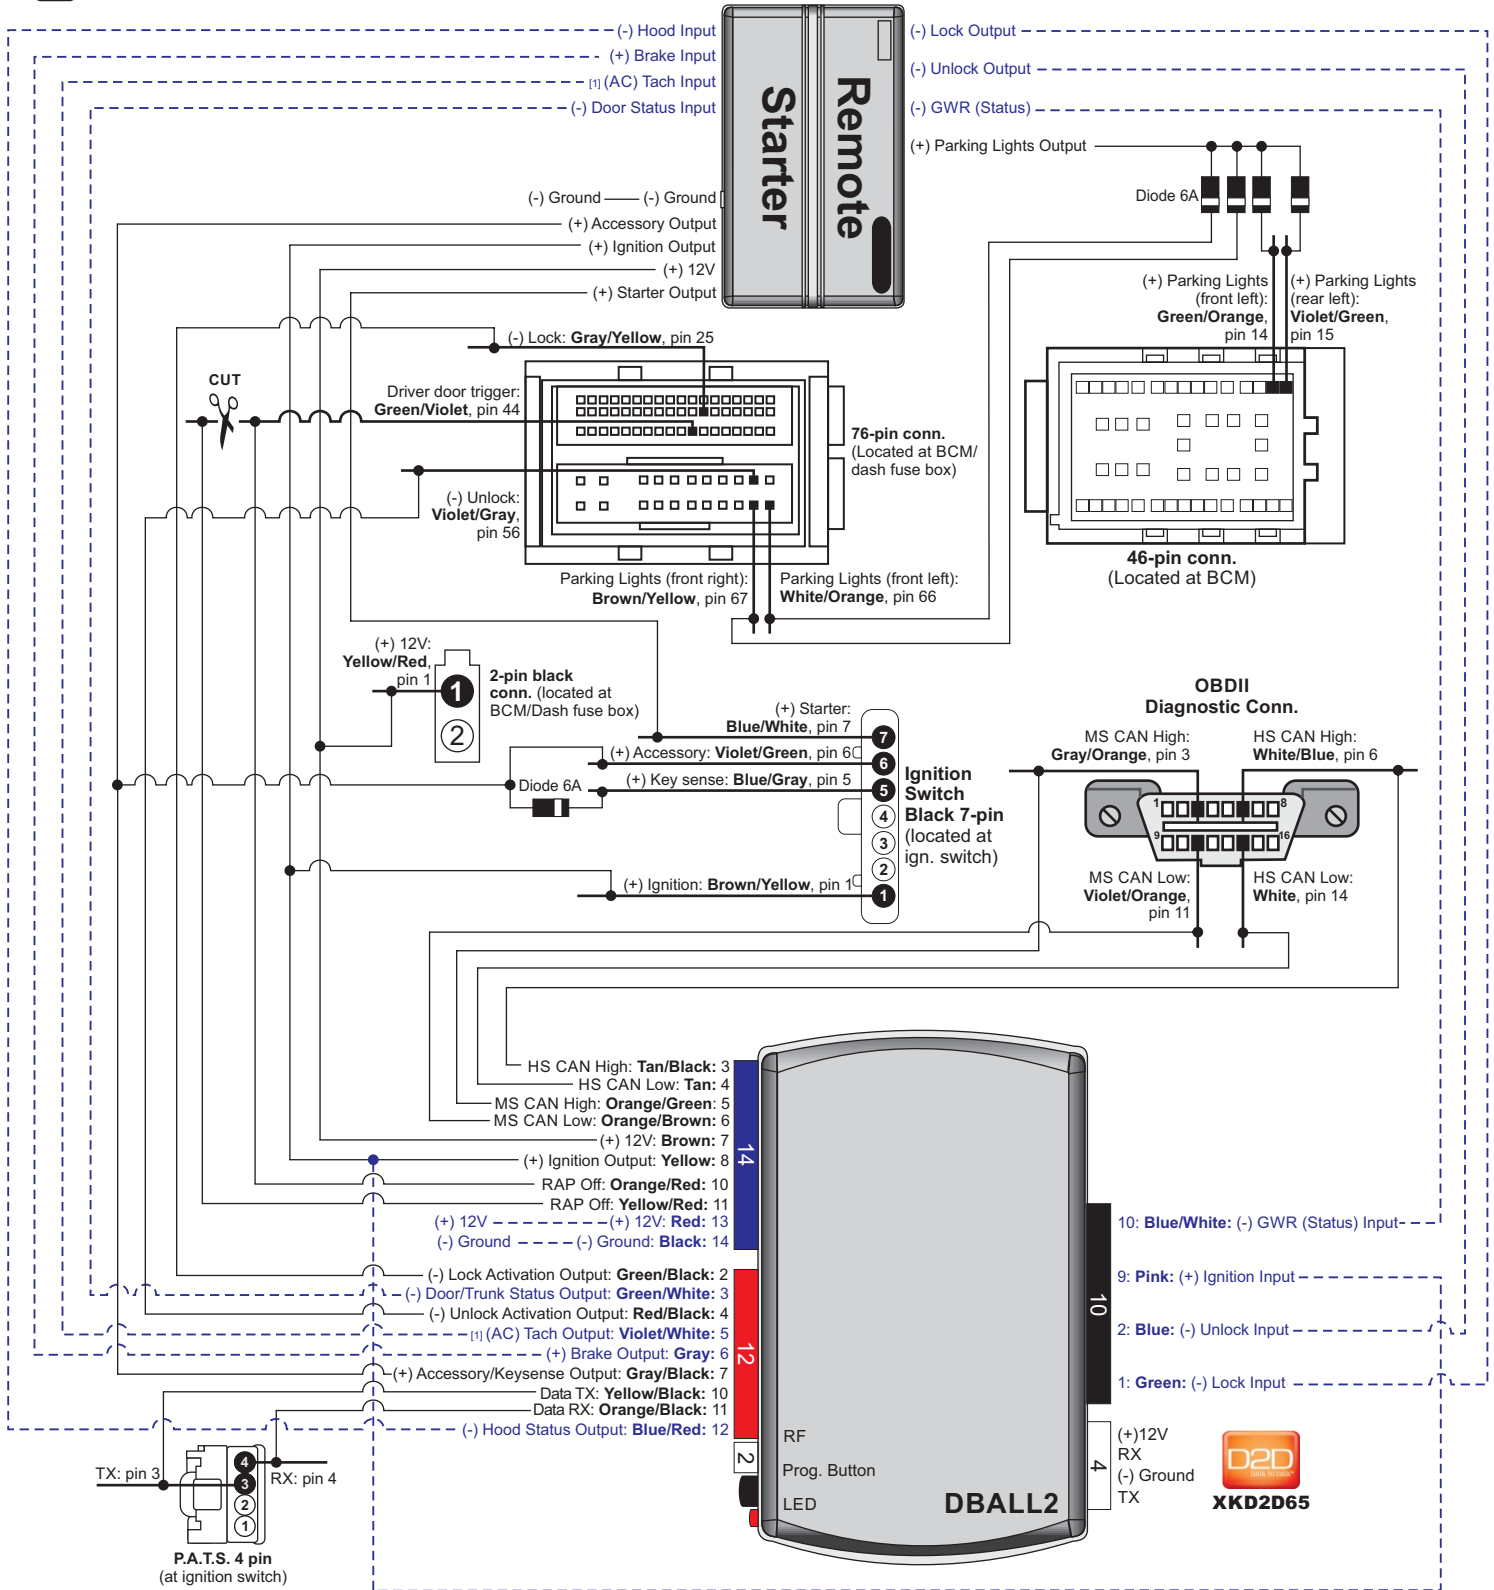 (-) Hood Input
(+) Brake Input
[1] (AC) Tach Input
(-) Door Status Input
(-) Ground
(-) Ground
(+) Accessory Output
(+) Ignition Output
(+) 12V
(+) Starter Output
Remote
Starter
(-) Lock Output
(-) Unlock Output
(-) GWR (Status)
(+) Parking Lights Output
Diode 6A
(+) Parking Lights
(front left):
Green/Orange,
pin 14
(+) Parking Lights
(rear left):
Violet/Green,
pin 15
(-) Lock: Gray/Yellow, pin 25
CUT
Driver door trigger:
Green/Violet, pin 44
76-pin conn.
(Located at BCM/
dash fuse box)
(-) Unlock:
Violet/Gray,
pin 56
46-pin conn.
(Located at BCM)
Parking Lights (front right):
Brown/Yellow, pin 67
Parking Lights (front left):
White/Orange, pin 66
(+) 12V:
Yellow/Red,
pin 1
1
2
2-pin black
conn. (located at
BCM/Dash fuse box)
(+) Starter:
Blue/White, pin 7
(+) Accessory: Violet/Green, pin 6
(+) Key sense: Blue/Gray, pin 5
Diode 6A
(+) Ignition: Brown/Yellow, pin 1
7
6
5
4
3
2
1
Ignition
Switch
Black 7-pin
(located at
ign. switch)
OBDII
Diagnostic Conn.
MS CAN High:
Gray/Orange, pin 3
HS CAN High:
White/Blue, pin 6
1
8
9
16
MS CAN Low:
Violet/Orange,
pin 11
HS CAN Low:
White, pin 14
HS CAN High: Tan/Black: 3
HS CAN Low: Tan: 4
MS CAN High: Orange/Green: 5
MS CAN Low: Orange/Brown: 6
(+) 12V: Brown: 7
(+) Ignition Output: Yellow: 8
RAP Off: Orange/Red: 10
RAP Off: Yellow/Red: 11
(+) 12V
(+) 12V: Red: 13
(-) Ground
(-) Ground: Black: 14
14
(-) Lock Activation Output: Green/Black: 2
(-) Door/Trunk Status Output: Green/White: 3
(-) Unlock Activation Output: Red/Black: 4
[1] (AC) Tach Output: Violet/White: 5
(+) Brake Output: Gray: 6
(+) Accessory/Keysense Output: Gray/Black: 7
Data TX: Yellow/Black: 10
Data RX: Orange/Black: 11
(-) Hood Status Output: Blue/Red: 12
12
2
10: Blue/White: (-) GWR (Status) Input
9: Pink: (+) Ignition Input
2: Blue: (-) Unlock Input
1: Green: (-) Lock Input
10
RF
Prog. Button
LED
DBALL2
4
(+)12V
RX
(-) Ground
TX
D2D
DATA TO DATA™
XKD2D65
TX: pin 3
RX: pin 4
4
3
2
1
P.A.T.S. 4 pin
(at ignition switch)